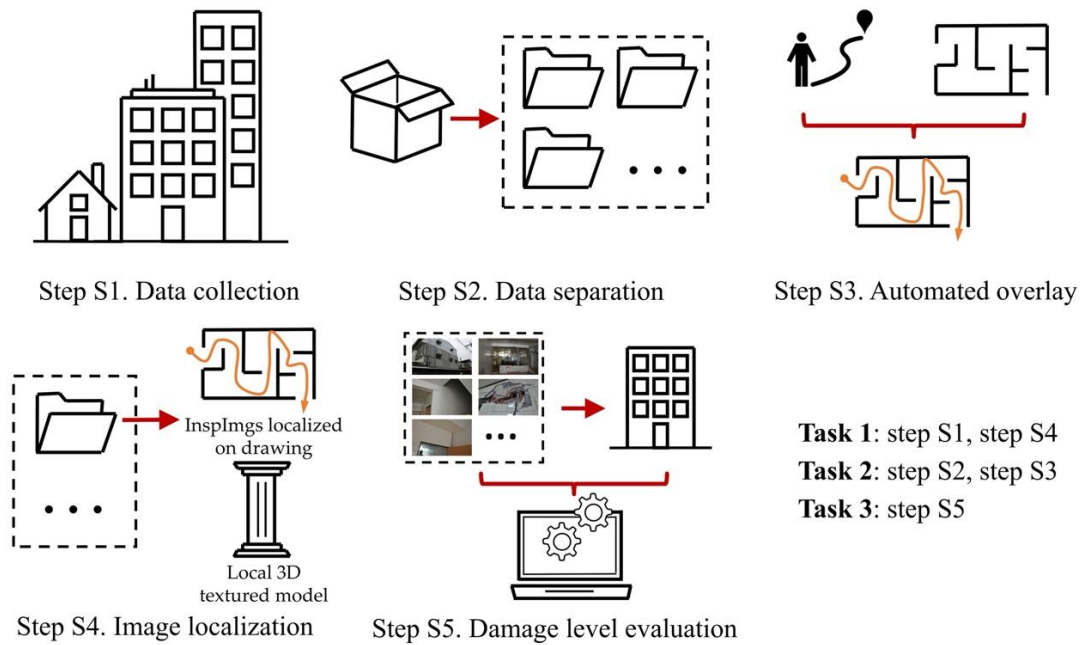 Step S1. Data collection
Step S2. Data separation
Step S3. Automated overlay
InspImgs localized
on drawing
Local 3D
textured model
Step S4. Image localization
Step S5. Damage level evaluation
Task 1: step S1, step S4
Task 2: step S2, step S3
Task 3: step S5